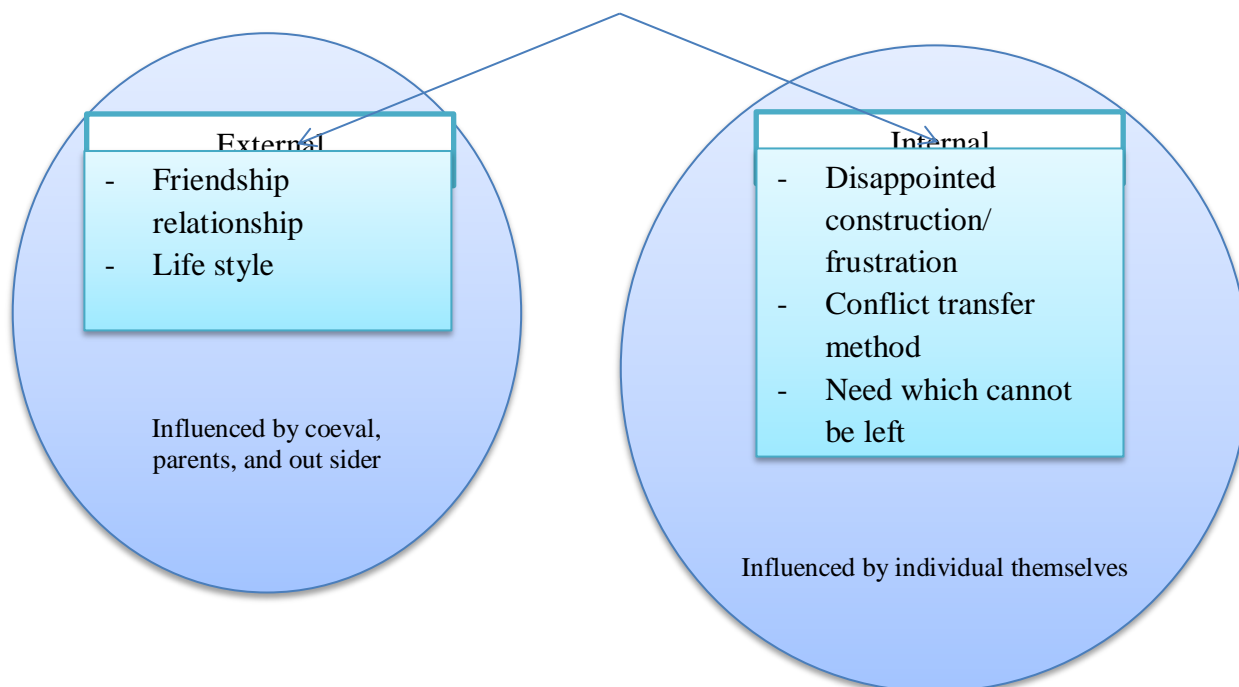 External
- Friendship
relationship
- Life style
Influenced by coeval,
parents, and out sider
Internal
- Disappointed
construction/
frustration
- Conflict transfer
method
- Need which cannot
be left
Influenced by individual themselves